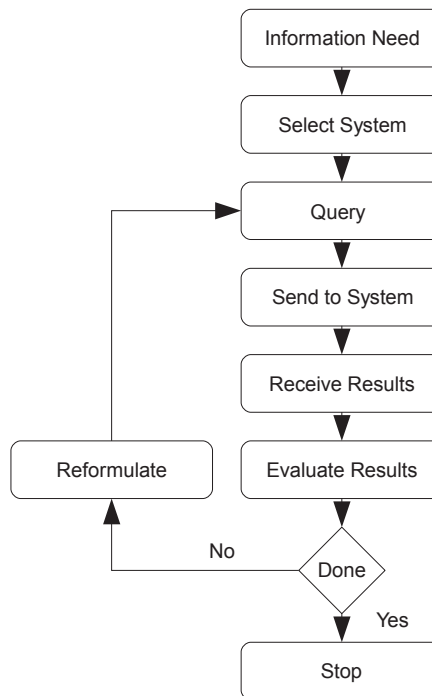 Information Need
Select System
Query
Send to System
Receive Results
Reformulate
Evaluate Results
No
Done
Yes
Stop